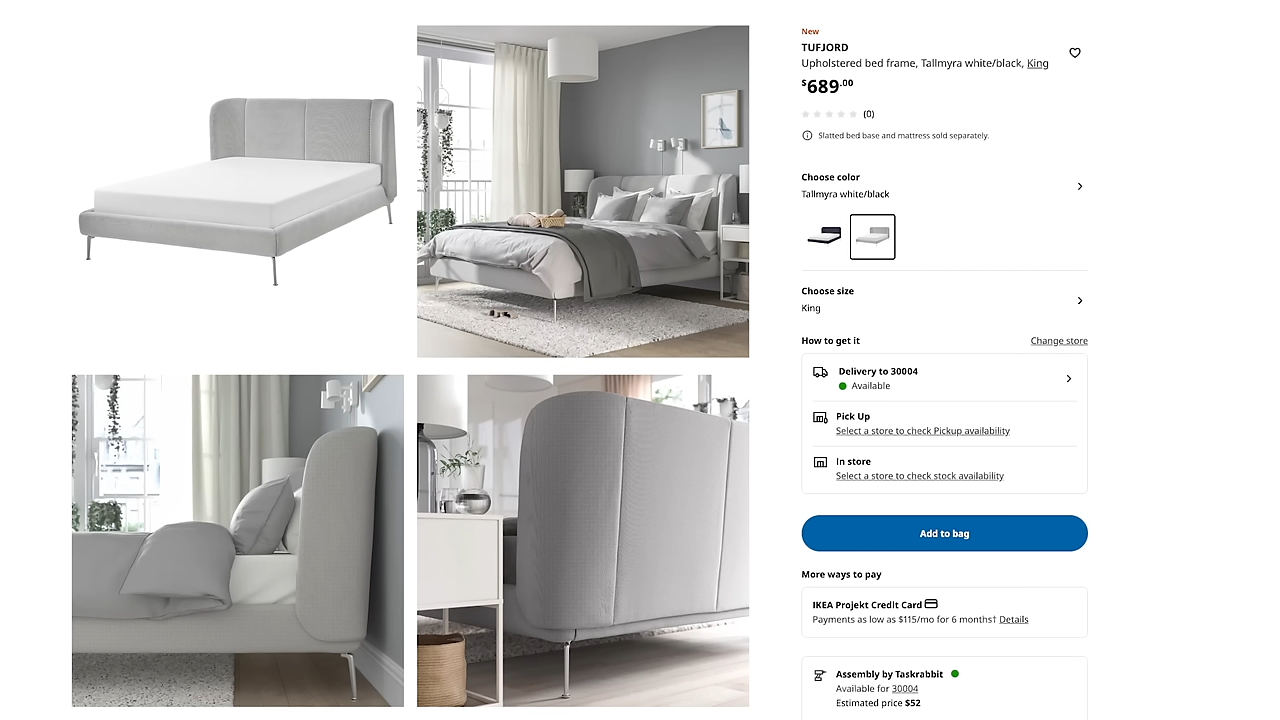 New
TUFJORD
Upholstered bed frame, Tallmyra white/black, King
$689.00
(0)
Slatted bed base and mattress sold separately.
Choose color
Tallmyra white/black
Choose size
King
How to get it
Change store
Delivery to 30004
Available
Pick Up
Select a store to check Pickup availability
In store
Select a store to check stock availability
Add to bag
More ways to pay
IKEA Projekt Credit Card
Payments as low as $115/mo for 6 months† Details
Assembly by Taskrabbit
Available for 30004
Estimated price $52